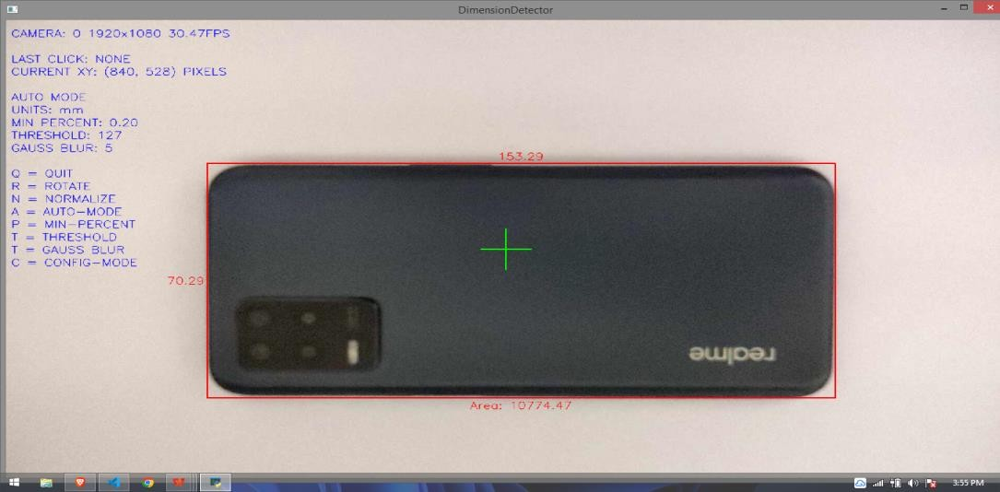 DimensionDetector
CAMERA: 0 1920x1080 30.47FPS
LAST CLICK: NONE
CURRENT XY: (840, 528) PIXELS
AUTO MODE
UNITS: mm
MIN PERCENT: 0.20
THRESHOLD: 127
GAUSS BLUR: 5
Q = QUIT
R = ROTATE
N = NORMALIZE
A = AUTO-MODE
P = MIN-PERCENT
T = THRESHOLD
T = GAUSS BLUR
C = CONFIG-MODE
153.29
70.29
realme
Area: 10774.47
3:55 PM